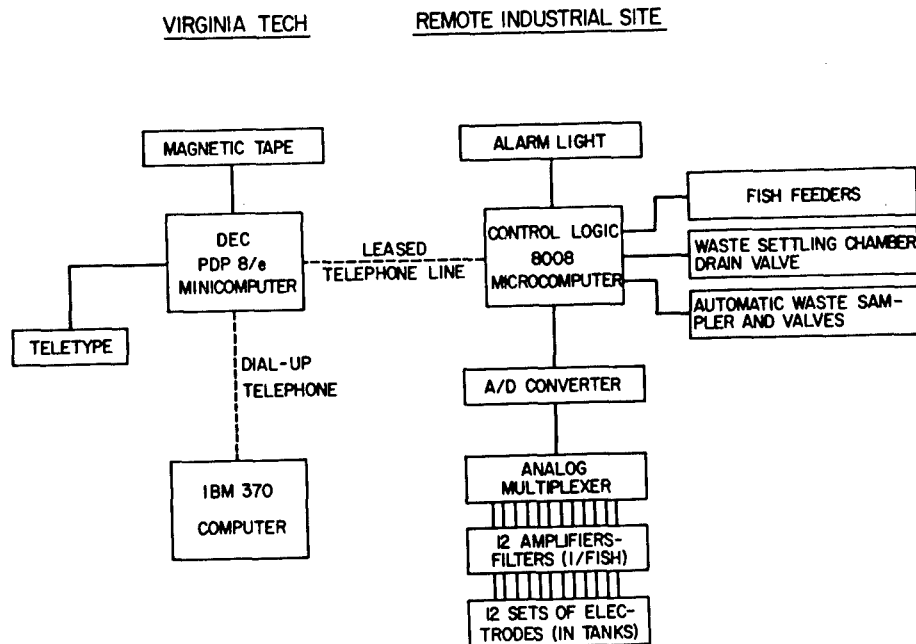 VIRGINIA TECH
REMOTE INDUSTRIAL SITE
MAGNETIC TAPE
ALARM LIGHT
DEC
PDP 8/e
MINICOMPUTER
LEASED
TELEPHONE LINE
CONTROL LOGIC
8008
MICROCOMPUTER
FISH FEEDERS
WASTE SETTLING CHAMBER
DRAIN VALVE
AUTOMATIC WASTE SAM-
PLER AND VALVES
TELETYPE
DIAL-UP
TELEPHONE
A/D CONVERTER
IBM 370
COMPUTER
ANALOG
MULTIPLEXER
12 AMPLIFIERS-
FILTERS (1/FISH)
12 SETS OF ELEC-
TRODES (IN TANKS)